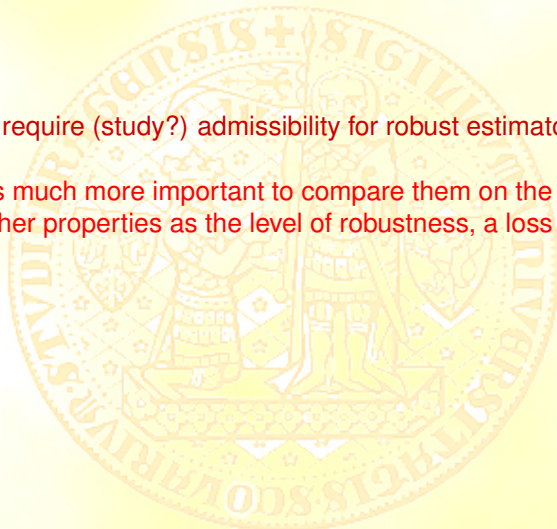 require (study?) admissibility for robust estimato
s much more important to compare them on the
her properties as the level of robustness, a loss